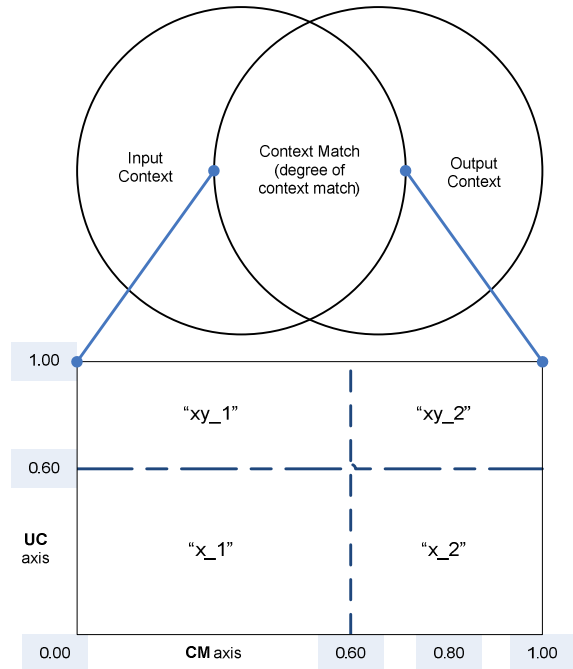 Input
Context
Context Match
(degree of
context match)
Output
Context
1.00
“xy_1”
“xy_2”
0.60
UC
axis
“x_1”
“x_2”
0.00
CM axis
0.60
0.80
1.00